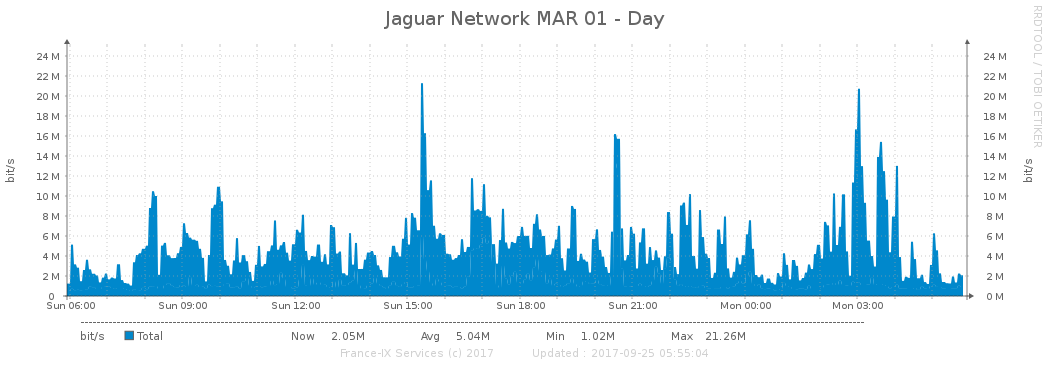 Jaguar Network MAR 01 - Day
RRDTOOL / TOBI OETIKER
24 M 24 M
22 M 22 M
20 M 20 M
18 M 18 M
16 M 16 M
14 M 14 M
12 M 12 M
10 M 10 M
8 M 8 M
6 M 6 M
4 M 4 M
2 M 2 M
0 0 M
bit/s bit/s
Sun 06:00 Sun 09:00 Sun 12:00 Sun 15:00 Sun 18:00 Sun 21:00 Mon 00:00 Mon 03:00
bit/s Total Now 2.05M Avg 5.04M Min 1.02M Max 21.26M
France-IX Services (c) 2017 Updated : 2017-09-25 05:55:04